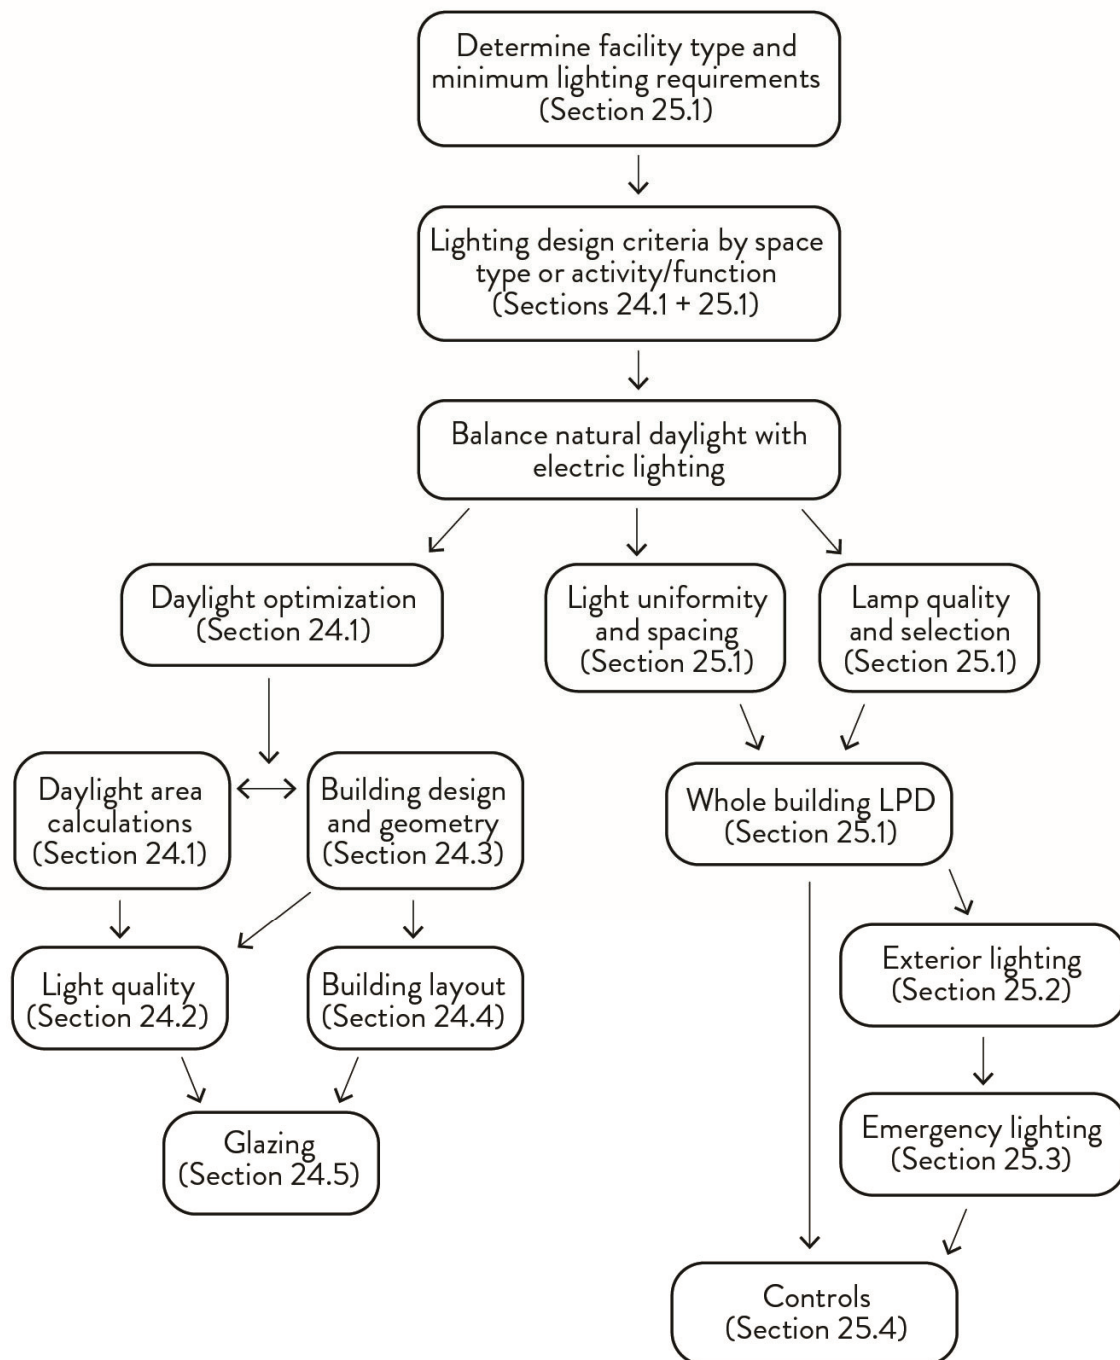 Determine facility type and
minimum lighting requirements
(Section 25.1)
Lighting design criteria by space
type or activity/function
(Sections 24.1 + 25.1)
Balance natural daylight with
electric lighting
Daylight optimization
(Section 24.1)
Light uniformity
and spacing
(Section 25.1)
Lamp quality
and selection
(Section 25.1)
Daylight area
calculations
(Section 24.1)
Building design
and geometry
(Section 24.3)
Whole building LPD
(Section 25.1)
Light quality
(Section 24.2)
Building layout
(Section 24.4)
Exterior lighting
(Section 25.2)
Glazing
(Section 24.5)
Emergency lighting
(Section 25.3)
Controls
(Section 25.4)